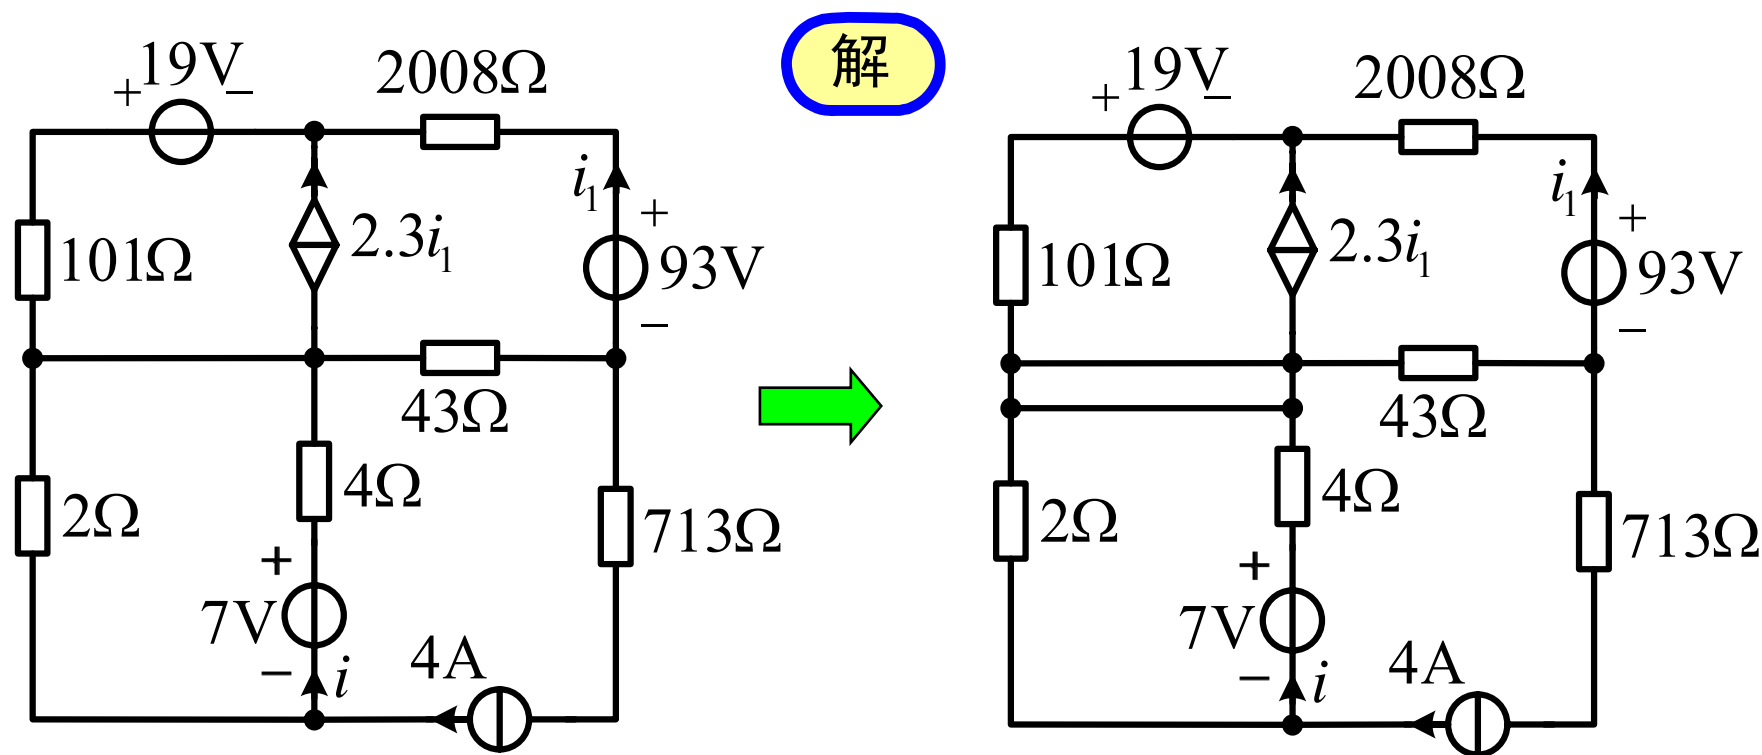 解
+ 19V −
2008Ω
i₁
+
101Ω
2.3i₁
93V
−
43Ω
4Ω
2Ω
713Ω
+
7V
−
i
4A
+ 19V −
2008Ω
i₁
+
101Ω
2.3i₁
93V
−
43Ω
4Ω
2Ω
713Ω
+
7V
−
i
4A